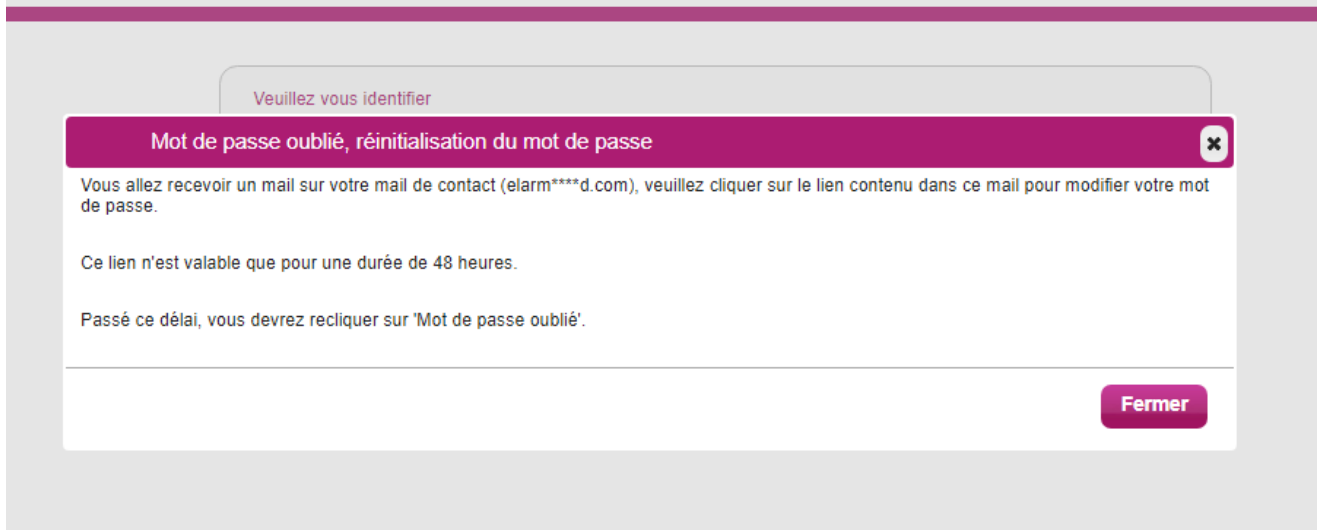 Veuillez vous identifier
Mot de passe oublié, réinitialisation du mot de passe
Vous allez recevoir un mail sur votre mail de contact (elarm****d.com), veuillez cliquer sur le lien contenu dans ce mail pour modifier votre mot
de passe.
Ce lien n'est valable que pour une durée de 48 heures.
Passé ce délai, vous devrez recliquer sur 'Mot de passe oublié'.
Fermer